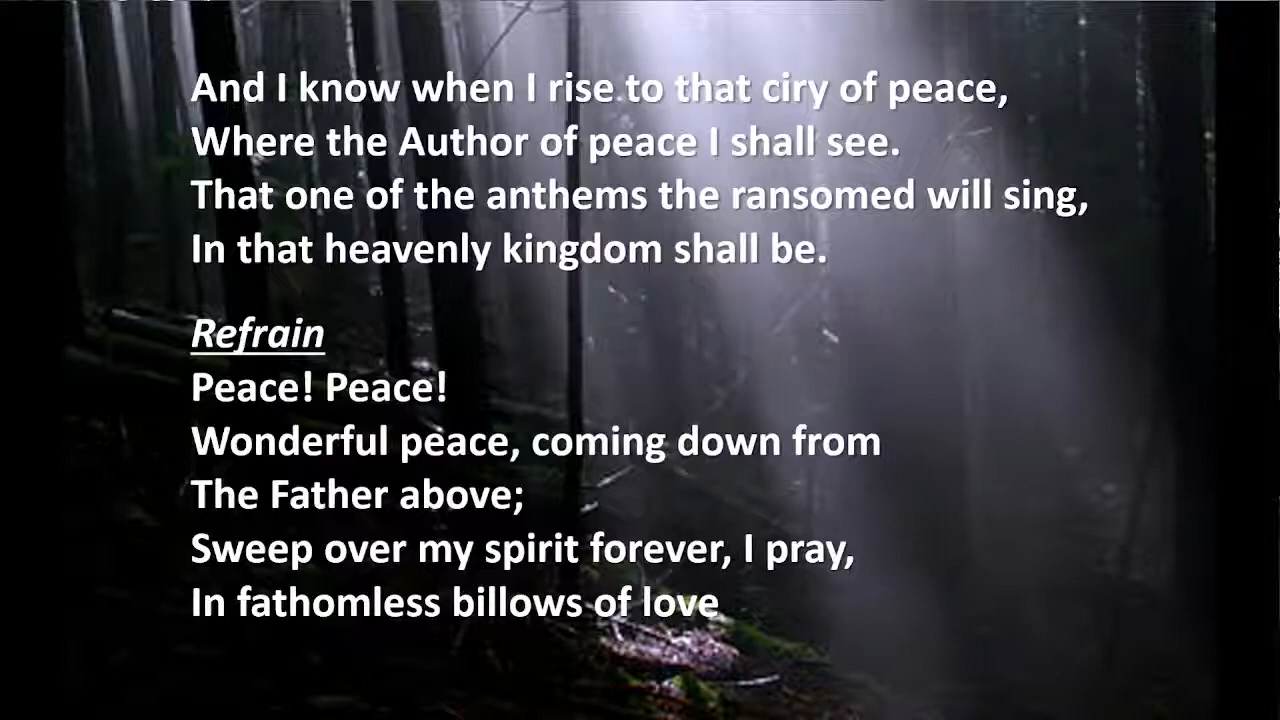 And I know when I rise to that ciry of peace,
Where the Author of peace I shall see.
That one of the anthems the ransomed will sing,
In that heavenly kingdom shall be.
Refrain
Peace! Peace!
Wonderful peace, coming down from
The Father above;
Sweep over my spirit forever, I pray,
In fathomless billows of love